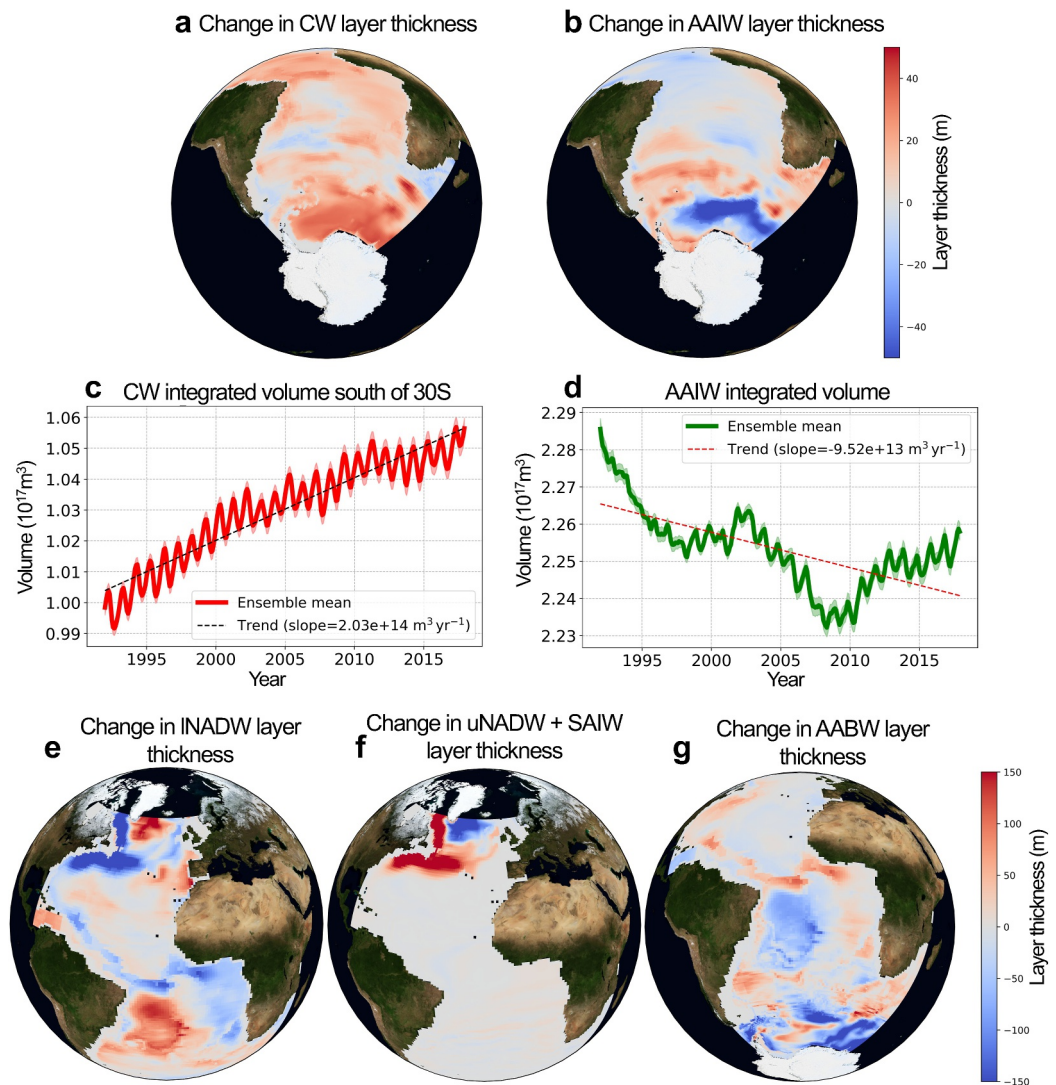 a Change in CW layer thickness
b Change in AAIW layer thickness
40
20
0
−20
−40
Layer thickness (m)
c CW integrated volume south of 30S
1.06
1.05
1.04
1.03
1.02
1.01
1.00
0.99
Volume (10¹⁷m³)
Ensemble mean
Trend (slope=2.03e+14 m³ yr⁻¹)
1995 2000 2005 2010 2015
Year
d AAIW integrated volume
2.29
2.28
2.27
2.26
2.25
2.24
2.23
Volume (10¹⁷m³)
Ensemble mean
Trend (slope=-9.52e+13 m³ yr⁻¹)
1995 2000 2005 2010 2015
Year
e Change in lNADW layer
thickness
f Change in uNADW + SAIW
layer thickness
g Change in AABW layer
thickness
150
100
50
0
−50
−100
−150
Layer thickness (m)